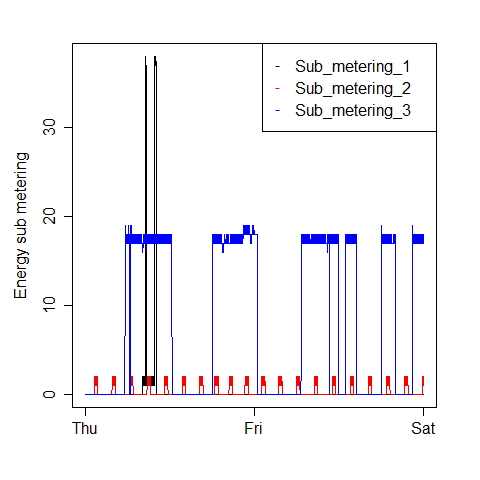 Sub_metering_1
Sub_metering_2
Sub_metering_3
Energy sub metering
30
20
10
0
Thu Fri Sat